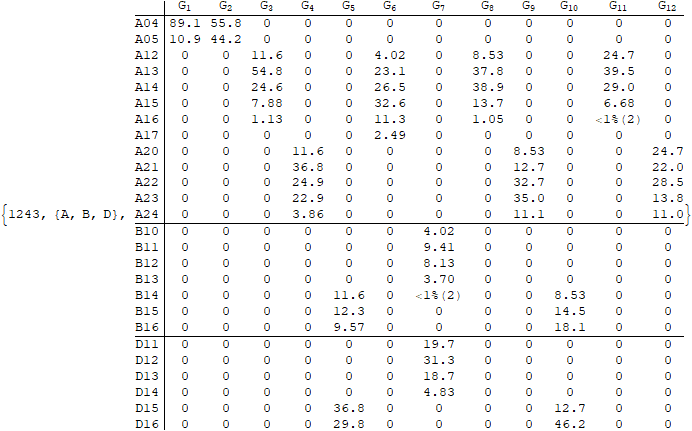 G1 G2 G3 G4 G5 G6 G7 G8 G9 G10 G11 G12
A04 89.1 55.8 0 0 0 0 0 0 0 0 0 0
A05 10.9 44.2 0 0 0 0 0 0 0 0 0 0
A12 0 0 11.6 0 0 4.02 0 8.53 0 0 24.7 0
A13 0 0 54.8 0 0 23.1 0 37.8 0 0 39.5 0
A14 0 0 24.6 0 0 26.5 0 38.9 0 0 29.0 0
A15 0 0 7.88 0 0 32.6 0 13.7 0 0 6.68 0
A16 0 0 1.13 0 0 11.3 0 1.05 0 0 <1%(2) 0
A17 0 0 0 0 0 2.49 0 0 0 0 0 0
A20 0 0 0 11.6 0 0 0 0 8.53 0 0 24.7
A21 0 0 0 36.8 0 0 0 0 12.7 0 0 22.0
A22 0 0 0 24.9 0 0 0 0 32.7 0 0 28.5
A23 0 0 0 22.9 0 0 0 0 35.0 0 0 13.8
{1243, {A, B, D}, A24 0 0 0 3.86 0 0 0 0 11.1 0 0 11.0}
B10 0 0 0 0 0 0 4.02 0 0 0 0 0
B11 0 0 0 0 0 0 9.41 0 0 0 0 0
B12 0 0 0 0 0 0 8.13 0 0 0 0 0
B13 0 0 0 0 0 0 3.70 0 0 0 0 0
B14 0 0 0 0 11.6 0 <1%(2) 0 0 8.53 0 0
B15 0 0 0 0 12.3 0 0 0 0 14.5 0 0
B16 0 0 0 0 9.57 0 0 0 0 18.1 0 0
D11 0 0 0 0 0 0 19.7 0 0 0 0 0
D12 0 0 0 0 0 0 31.3 0 0 0 0 0
D13 0 0 0 0 0 0 18.7 0 0 0 0 0
D14 0 0 0 0 0 0 4.83 0 0 0 0 0
D15 0 0 0 0 36.8 0 0 0 0 12.7 0 0
D16 0 0 0 0 29.8 0 0 0 0 46.2 0 0